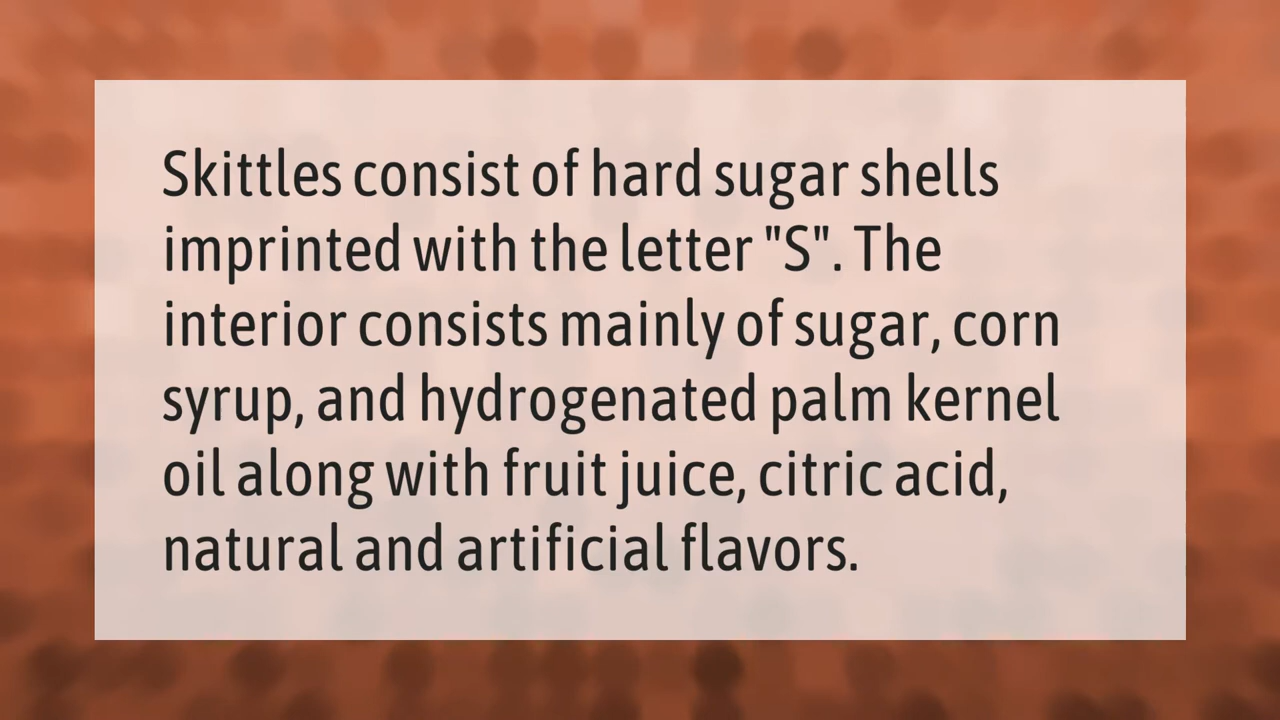 Skittles consist of hard sugar shells
imprinted with the letter "S". The
interior consists mainly of sugar, corn
syrup, and hydrogenated palm kernel
oil along with fruit juice, citric acid,
natural and artificial flavors.